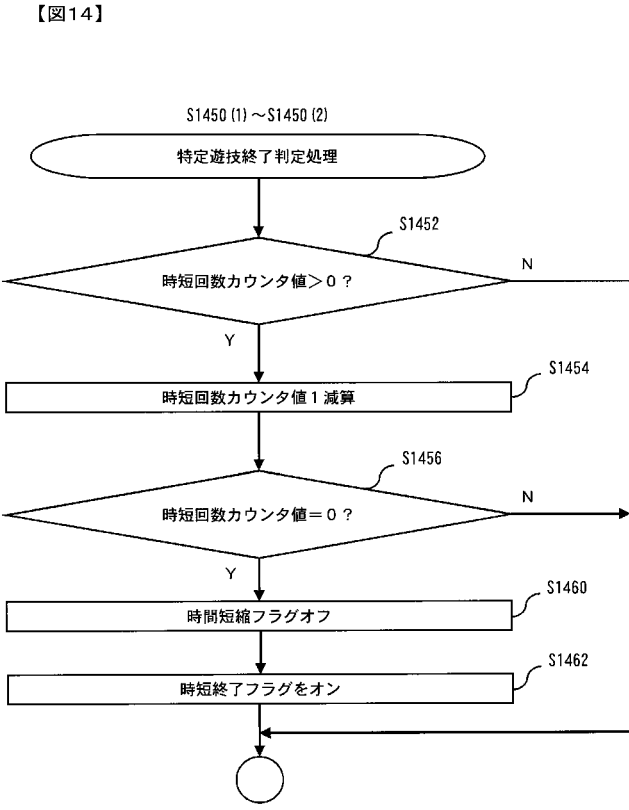 【図14】
S1450(1)～S1450(2)
特定遊技終了判定処理
S1452
時短回数カウンタ値＞0？
N
Y
S1454
時短回数カウンタ値1減算
S1456
時短回数カウンタ値＝0？
N
Y
S1460
時間短縮フラグオフ
S1462
時短終了フラグをオン